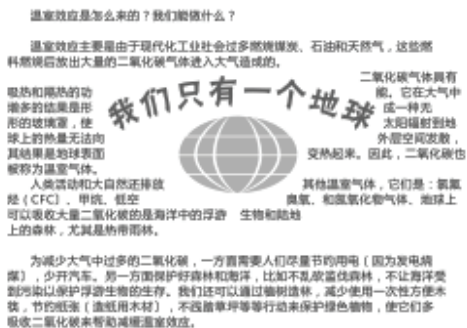 温室效应是怎么来的？我们能做什么？
温室效应主要是由于现代化工业社会过多燃烧煤炭、石油和天然气，这些燃
料燃烧后放出大量的二氧化碳气体进入大气造成的。
二氧化碳气体具有
吸热和隔热的功 能。它在大气中
增多的结果是形 成一种无
形的玻璃罩，使 太阳辐射到地
球上的热量无法向 外层空间发散，
其结果是地球表面 变热起来。因此，二氧化碳也
被称为温室气体。
我们只有一个地球
人类活动和大自然还排放 其他温室气体，它们是：氯氟
烃（CFC）、甲烷、低空 臭氧、和氮氧化物气体、地球上
可以吸收大量二氧化碳的是海洋中的浮游 生物和陆地
上的森林，尤其是热带雨林。
为减少大气中过多的二氧化碳，一方面需要人们尽量节约用电（因为发电烧
煤），少开汽车。另一方面保护好森林和海洋，比如不乱砍滥伐森林，不让海洋受
到污染以保护浮游生物的生存。我们还可以通过植树造林，减少使用一次性方便木
筷，节约纸张（造纸用木材），不践踏草坪等等行动来保护绿色植物，使它们多
吸收二氧化碳来帮助减缓温室效应。